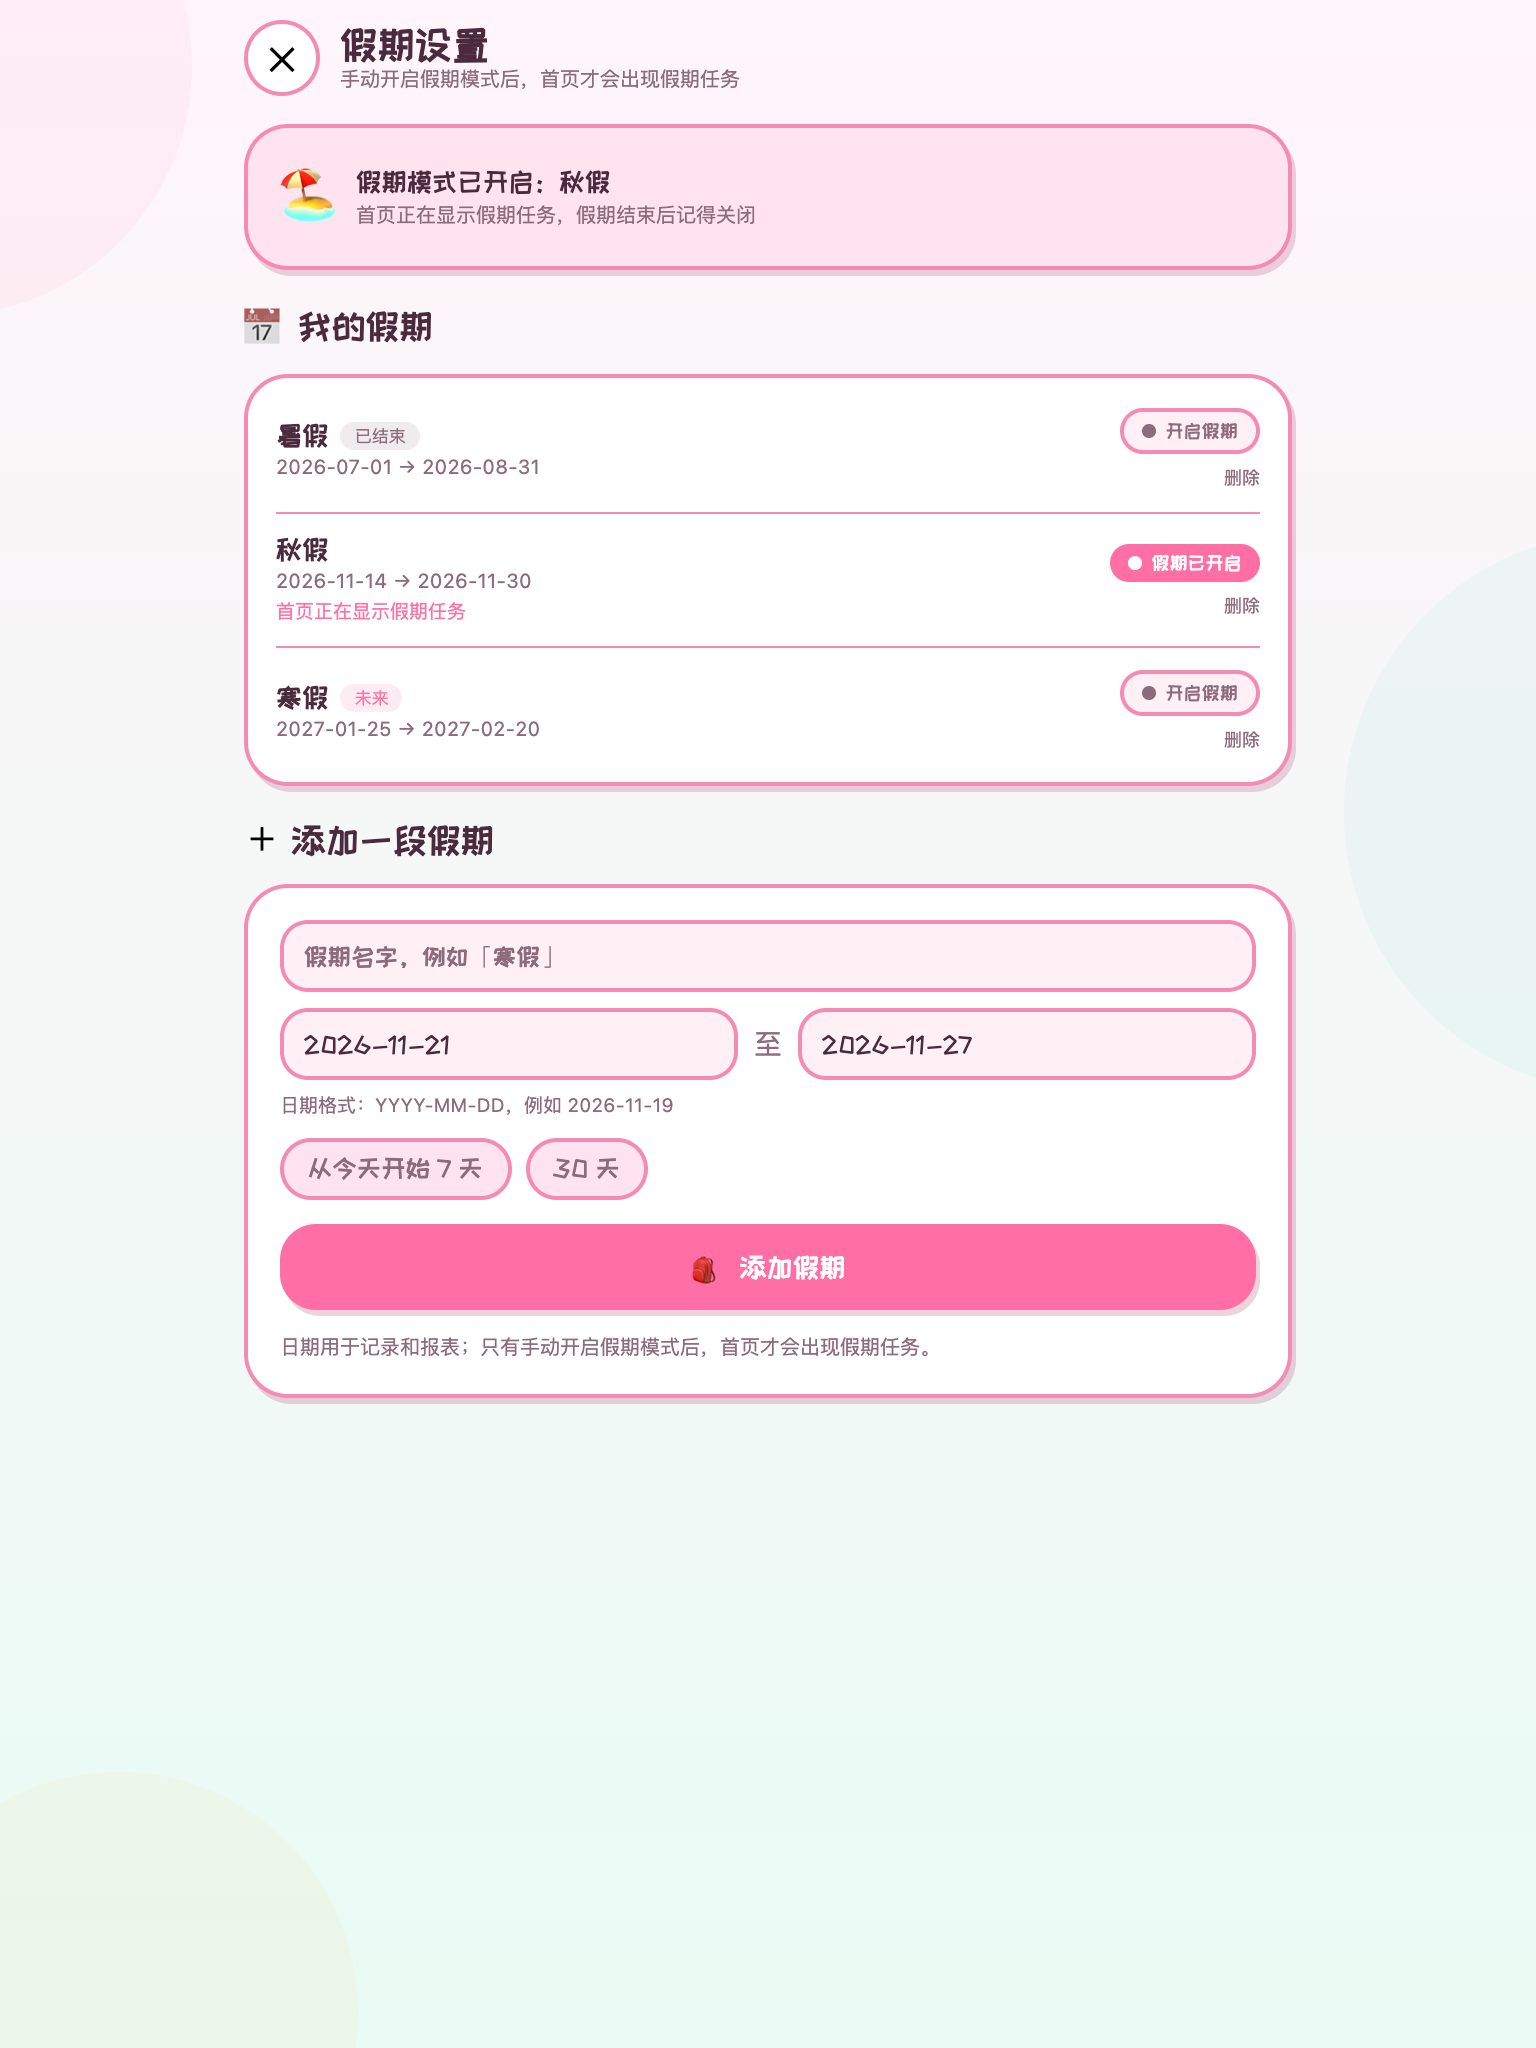 假期设置
手动开启假期模式后，首页才会出现假期任务
假期模式已开启：秋假
首页正在显示假期任务，假期结束后记得关闭
JUL
17
我的假期
暑假 已结束
开启假期
2026-07-01 → 2026-08-31
删除
秋假
假期已开启
2026-11-14 → 2026-11-30
删除
首页正在显示假期任务
寒假 未来
开启假期
2027-01-25 → 2027-02-20
删除
添加一段假期
假期名字，例如「寒假」
2026-11-21 至 2026-11-27
日期格式：YYYY-MM-DD，例如 2026-11-19
从今天开始 7 天 30 天
添加假期
日期用于记录和报表；只有手动开启假期模式后，首页才会出现假期任务。